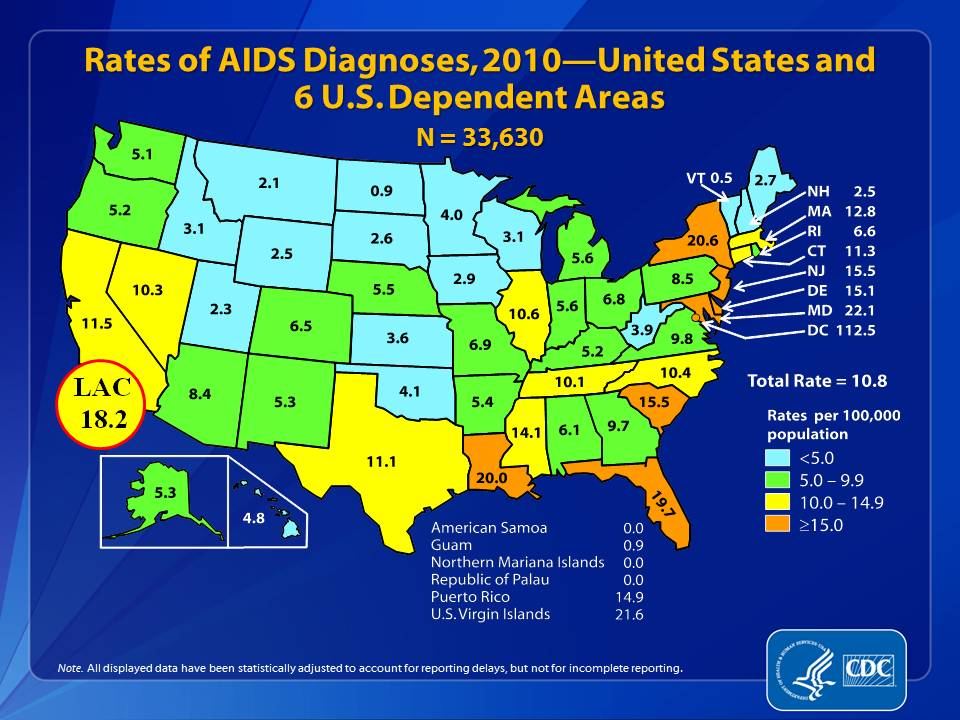 Rates of AIDS Diagnoses, 2010—United States and
6 U.S. Dependent Areas
N = 33,630
5.1
5.2
11.5
10.3
3.1
2.1
2.5
2.3
8.4
6.5
5.3
0.9
2.6
5.5
3.6
4.1
11.1
4.0
2.9
6.9
5.4
20.0
3.1
10.6
5.6
5.6
6.8
5.2
10.1
14.1
6.1
9.7
19.7
15.5
10.4
9.8
3.9
8.5
20.6
VT 0.5
2.7
NH 2.5
MA 12.8
RI 6.6
CT 11.3
NJ 15.5
DE 15.1
MD 22.1
DC 112.5
LAC
18.2
5.3
4.8
Total Rate = 10.8
Rates per 100,000
population
<5.0
5.0 – 9.9
10.0 – 14.9
≥15.0
American Samoa 0.0
Guam 0.9
Northern Mariana Islands 0.0
Republic of Palau 0.0
Puerto Rico 14.9
U.S. Virgin Islands 21.6
Note. All displayed data have been statistically adjusted to account for reporting delays, but not for incomplete reporting.
CDC